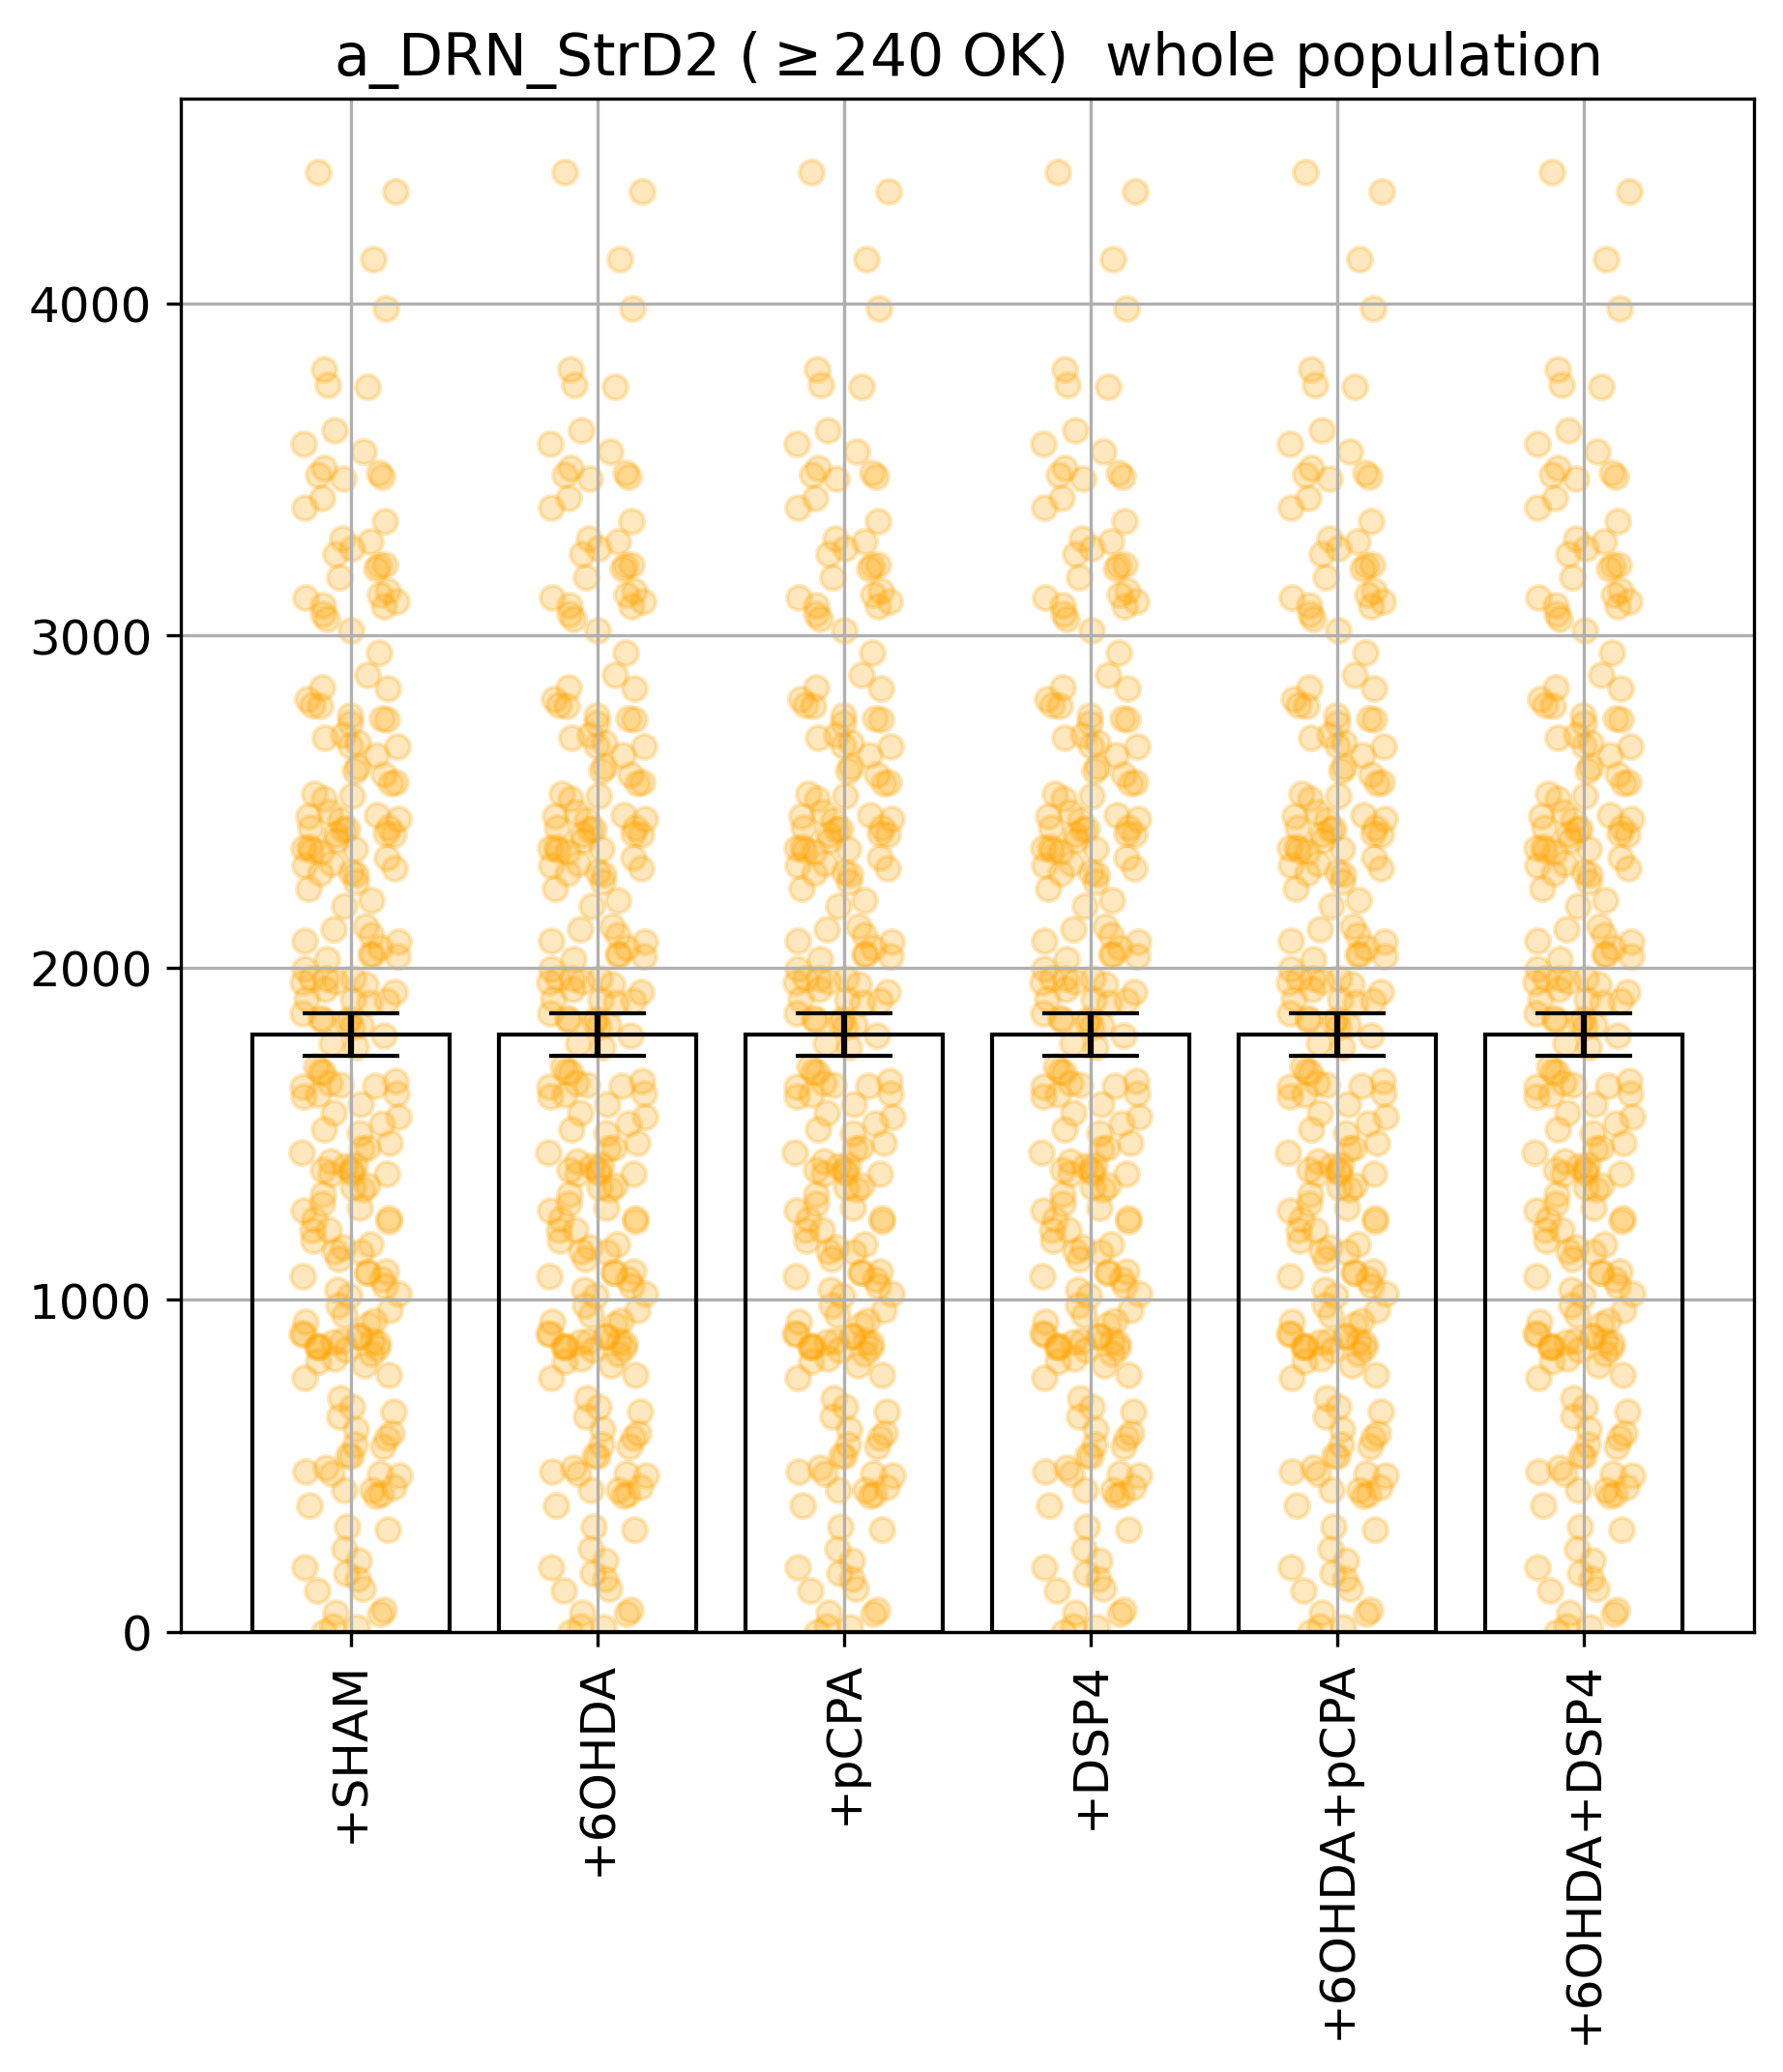 a_DRN_StrD2 (≥240 OK)  whole population
4000
3000
2000
1000
0
+SHAM
+6OHDA
+pCPA
+DSP4
+6OHDA+pCPA
+6OHDA+DSP4